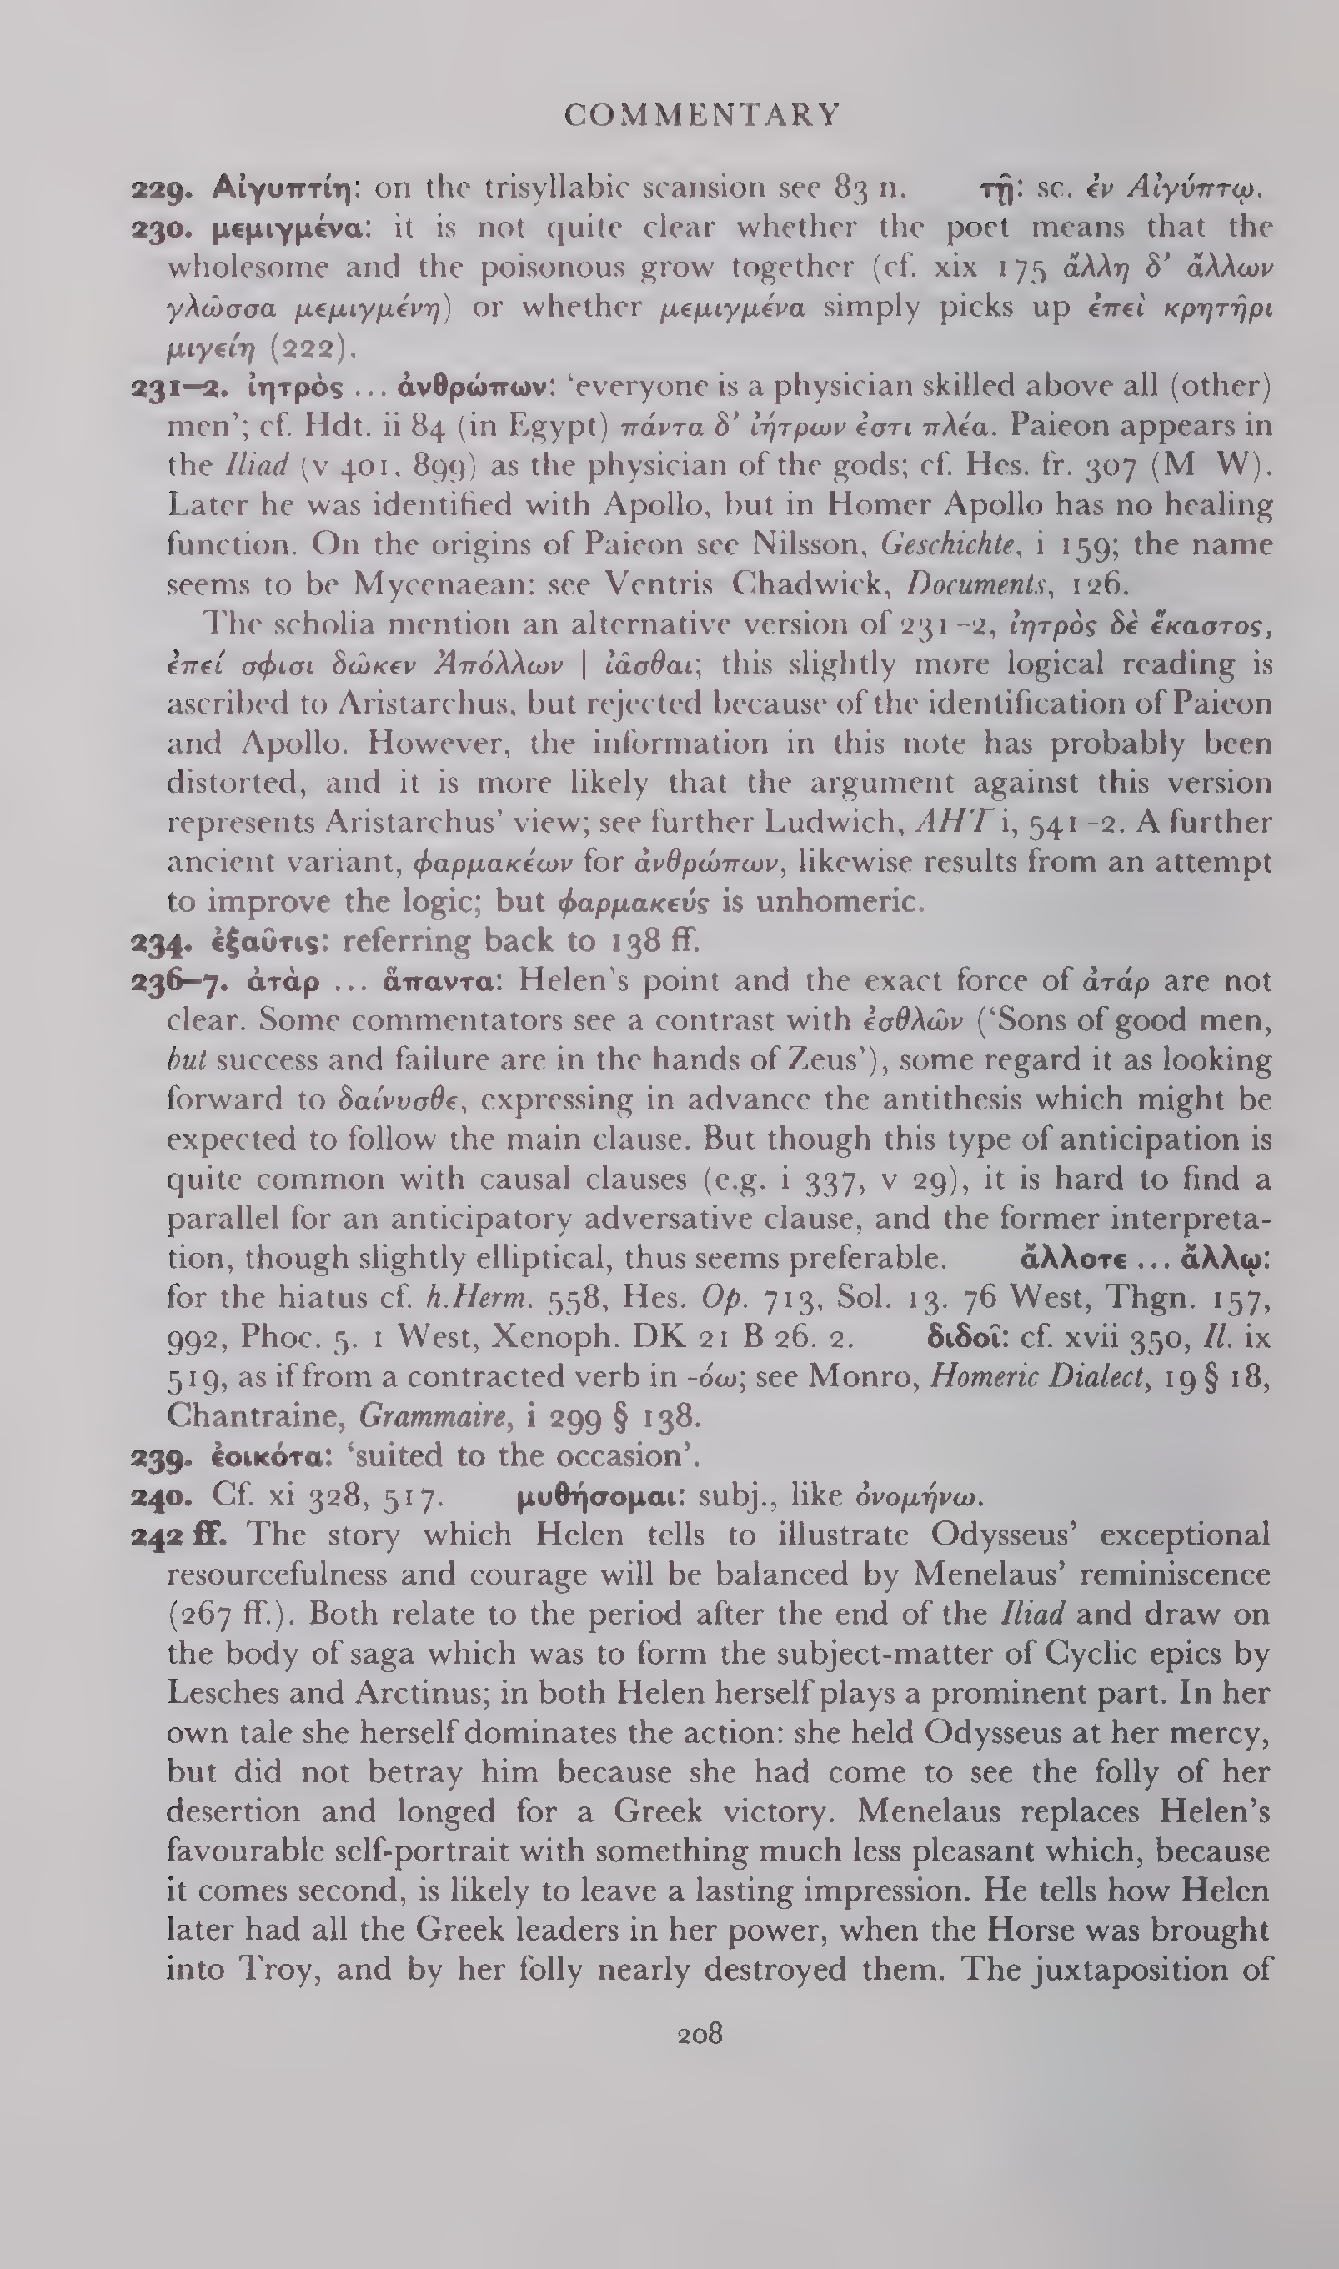 COMMENTARY
229. Αἰγυπτίη: on the trisyllabic scansion see 83 n. τῇ: sc. ἐν Αἰγύπτῳ.
230. μεμιγμένα: it is not quite clear whether the poet means that the
wholesome and the poisonous grow together (cf. xix 175 ἄλλη δ’ ἄλλων
γλῶσσα μεμιγμένη) or whether μεμιγμένα simply picks up ἐπεὶ κρητῆρι
μιγείη (222).
231–2. ἰητρὸς ... ἀνθρώπων: ‘everyone is a physician skilled above all (other)
men’; cf. Hdt. ii 84 (in Egypt) πάντα δ’ ἰήτρων ἐστι πλέα. Paieon appears in
the Iliad (v 401, 899) as the physician of the gods; cf. Hes. fr. 307 (M W).
Later he was identified with Apollo, but in Homer Apollo has no healing
function. On the origins of Paieon see Nilsson, Geschichte, i 159; the name
seems to be Mycenaean: see Ventris Chadwick, Documents, 126.
The scholia mention an alternative version of 231-2, ἰητρὸς δὲ ἕκαστος,
ἐπεί σφισι δῶκεν Ἀπόλλων | ἰᾶσθαι; this slightly more logical reading is
ascribed to Aristarchus, but rejected because of the identification of Paieon
and Apollo. However, the information in this note has probably been
distorted, and it is more likely that the argument against this version
represents Aristarchus’ view; see further Ludwich, AHT i, 541-2. A further
ancient variant, φαρμακέων for ἀνθρώπων, likewise results from an attempt
to improve the logic; but φαρμακεύς is unhomeric.
234. ἐξαῦτις: referring back to 138 ff.
236–7. ἀτὰρ ... ἅπαντα: Helen’s point and the exact force of ἀτάρ are not
clear. Some commentators see a contrast with ἐσθλῶν (‘Sons of good men,
but success and failure are in the hands of Zeus’), some regard it as looking
forward to δαίνυσθε, expressing in advance the antithesis which might be
expected to follow the main clause. But though this type of anticipation is
quite common with causal clauses (e.g. i 337, v 29), it is hard to find a
parallel for an anticipatory adversative clause, and the former interpreta-
tion, though slightly elliptical, thus seems preferable. ἄλλοτε ... ἄλλῳ:
for the hiatus cf. h.Herm. 558, Hes. Op. 713, Sol. 13. 76 West, Thgn. 157,
992, Phoc. 5. 1 West, Xenoph. DK 21 B 26. 2. διδοῖ: cf. xvii 350, Il. ix
519, as if from a contracted verb in -όω; see Monro, Homeric Dialect, 19 § 18,
Chantraine, Grammaire, i 299 § 138.
239. ἐοικότα: ‘suited to the occasion’.
240. Cf. xi 328, 517. μυθήσομαι: subj., like ὀνομήνω.
242 ff. The story which Helen tells to illustrate Odysseus’ exceptional
resourcefulness and courage will be balanced by Menelaus’ reminiscence
(267 ff.). Both relate to the period after the end of the Iliad and draw on
the body of saga which was to form the subject-matter of Cyclic epics by
Lesches and Arctinus; in both Helen herself plays a prominent part. In her
own tale she herself dominates the action: she held Odysseus at her mercy,
but did not betray him because she had come to see the folly of her
desertion and longed for a Greek victory. Menelaus replaces Helen’s
favourable self-portrait with something much less pleasant which, because
it comes second, is likely to leave a lasting impression. He tells how Helen
later had all the Greek leaders in her power, when the Horse was brought
into Troy, and by her folly nearly destroyed them. The juxtaposition of
208